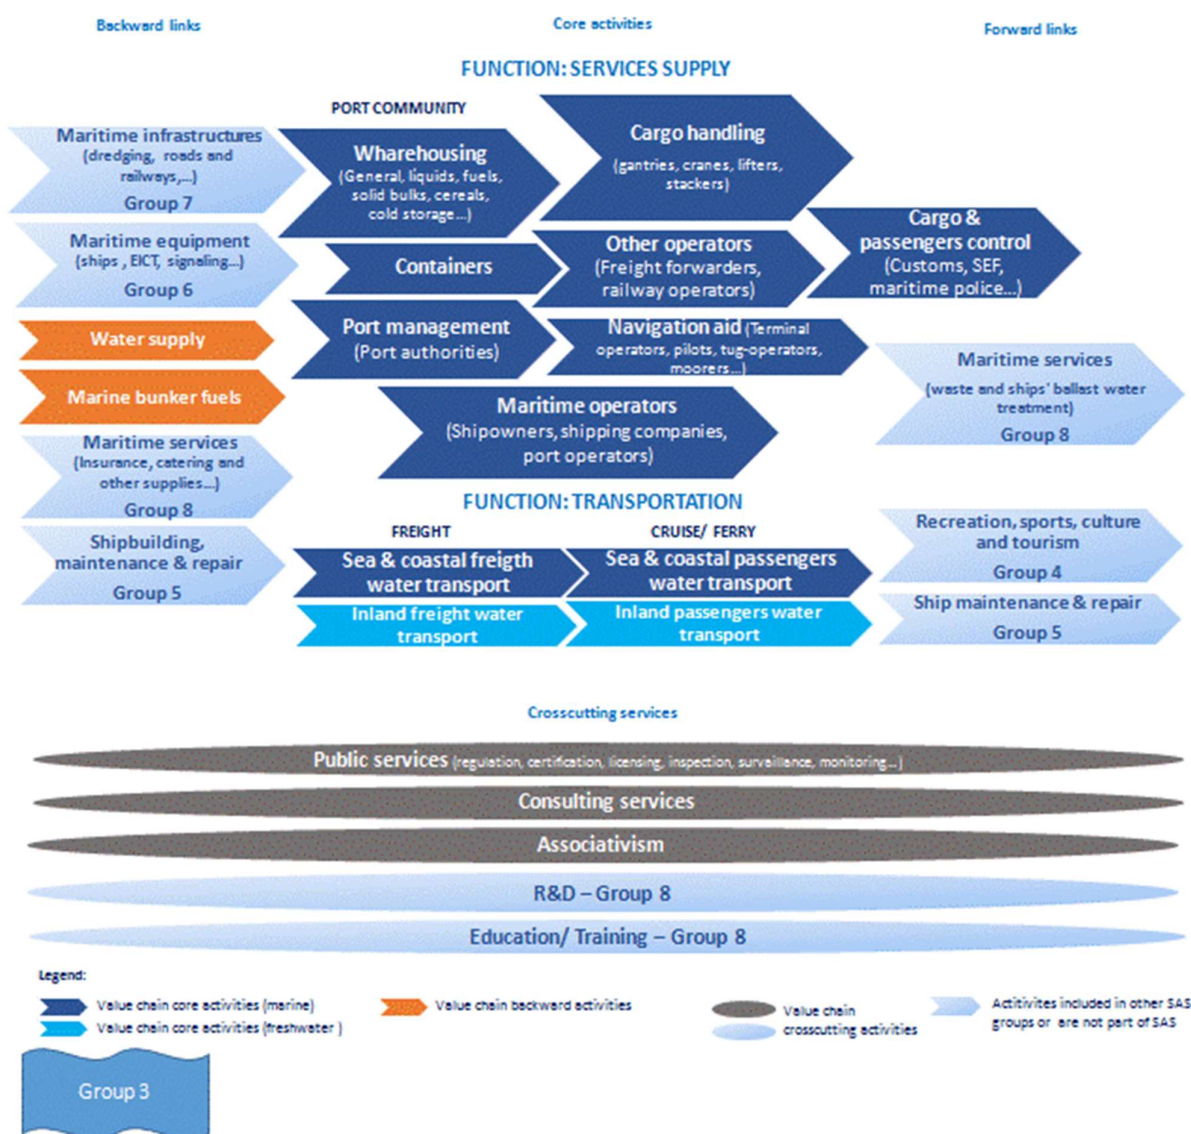 Backward links
Core activities
Forward links
FUNCTION: SERVICES SUPPLY
PORT COMMUNITY
Maritime infrastructures
(dredging, roads and
railways,...)
Group 7
Wharehousing
(General, liquids, fuels,
solid bulks, cereals,
cold storage...)
Cargo handling
(gantries, cranes, lifters,
stackers)
Maritime equipment
(ships , EICT, signaling...)
Group 6
Containers
Other operators
(Freight forwarders,
railway operators)
Cargo &
passengers control
(Customs, SEF,
maritime police...)
Water supply
Port management
(Port authorities)
Navigation aid (Terminal
operators, pilots, tug-operators,
moorers...)
Marine bunker fuels
Maritime operators
(Shipowners, shipping companies,
port operators)
Maritime services
(waste and ships' ballast water
treatment)
Group 8
Maritime services
(Insurance, catering and
other supplies...)
Group 8
FUNCTION: TRANSPORTATION
FREIGHT
CRUISE/ FERRY
Shipbuilding,
maintenance & repair
Group 5
Sea & coastal freigth
water transport
Sea & coastal passengers
water transport
Recreation, sports, culture
and tourism
Group 4
Inland freight water
transport
Inland passengers water
transport
Ship maintenance & repair
Group 5
Crosscutting services
Public services (regulation, certification, licensing, inspection, survaillance, monitoring...)
Consulting services
Associativism
R&D – Group 8
Education/ Training – Group 8
Legend:
Value chain core activities (marine)
Value chain core activities (freshwater )
Value chain backward activities
Value chain
crosscutting activities
Actitivites included in other SAS
groups or are not part of SAS
Group 3